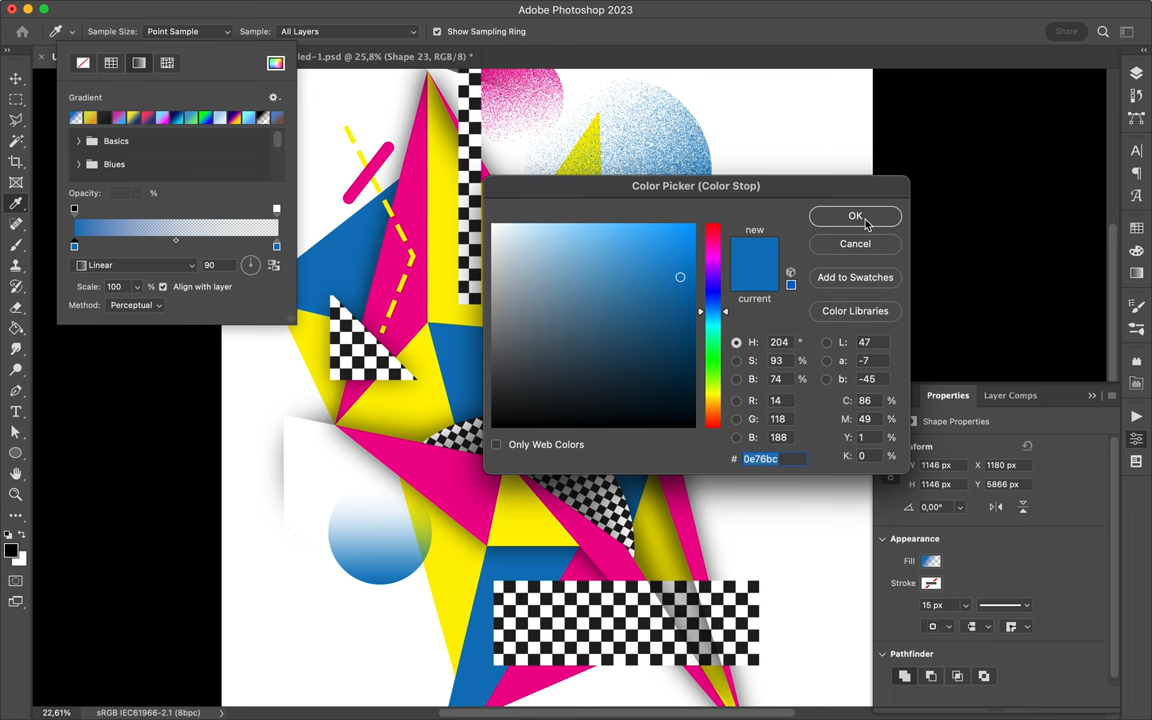 Adobe Photoshop 2023
Sample Size: Point Sample Sample: All Layers Show Sampling Ring Share
led-1.psd @ 25,8% (Shape 23, RGB/8) *
Gradient
Basics
Blues
Opacity: %
Linear 90
Scale: 100 % Align with layer
Method: Perceptual
Color Picker (Color Stop)
new
current
OK
Cancel
Add to Swatches
Color Libraries
H: 204 ° L: 47
S: 93 % a: -7
B: 74 % b: -45
R: 14 C: 86 %
G: 118 M: 49 %
B: 188 Y: 1 %
# 0e76bc K: 0 %
Only Web Colors
Properties Layer Comps
Shape Properties
W 1146 px X 1180 px
H 1146 px Y 5866 px
0,00°
Appearance
Fill
Stroke
15 px
Pathfinder
22,61% sRGB IEC61966-2.1 (8bpc)